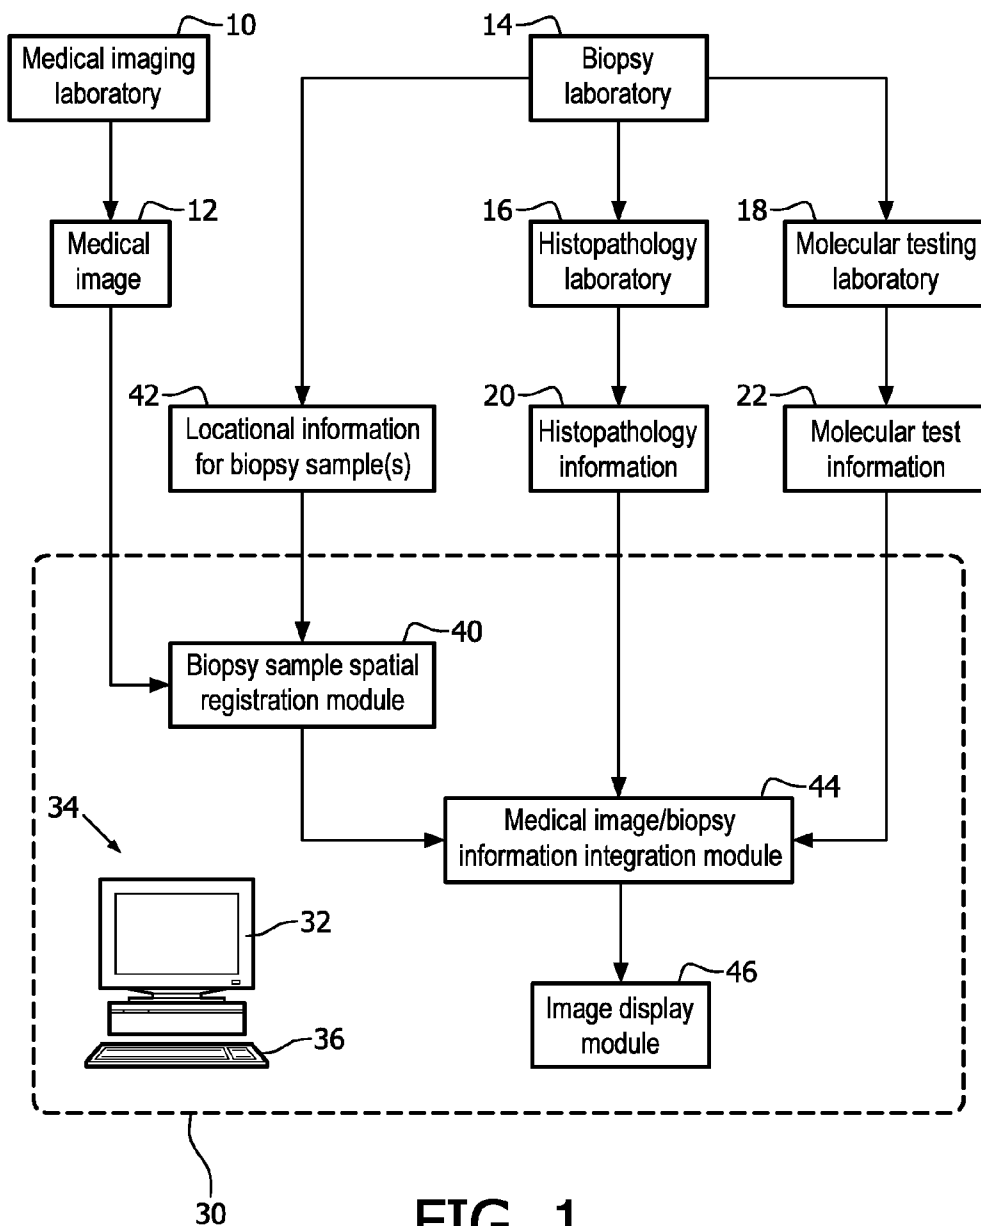 10
14
Medical imaging
laboratory
Biopsy
laboratory
12
16
18
Medical
image
Histopathology
laboratory
Molecular testing
laboratory
42
20
22
Locational information
for biopsy sample(s)
Histopathology
information
Molecular test
information
40
Biopsy sample spatial
registration module
44
34
Medical image/biopsy
information integration module
32
46
Image display
module
36
30
FIG. 1